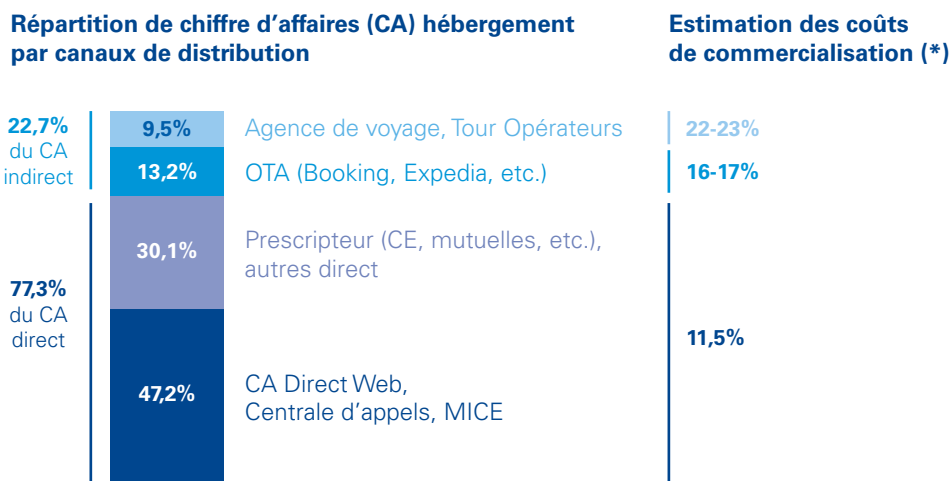 Répartition de chiffre d’affaires (CA) hébergement
par canaux de distribution
Estimation des coûts
de commercialisation (*)
22,7%
du CA
indirect
9,5%
Agence de voyage, Tour Opérateurs
22-23%
13,2%
OTA (Booking, Expedia, etc.)
16-17%
77,3%
du CA
direct
30,1%
Prescripteur (CE, mutuelles, etc.),
autres direct
47,2%
CA Direct Web,
Centrale d’appels, MICE
11,5%